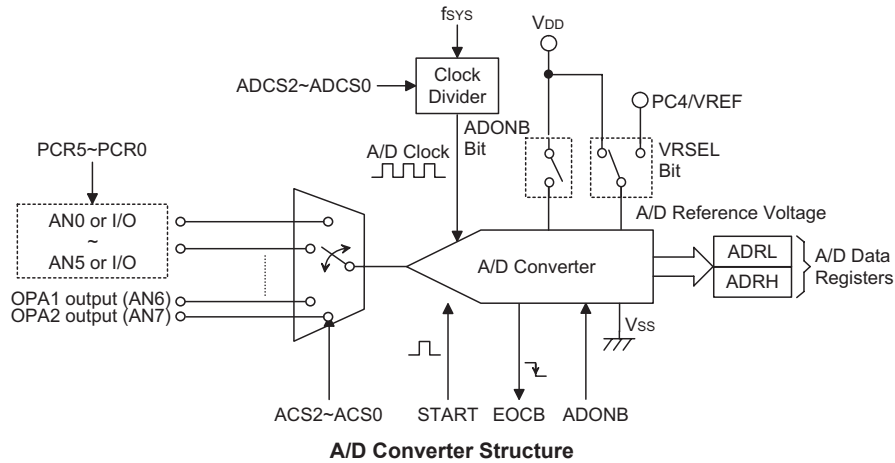 fSYS
VDD
ADCS2~ADCS0
Clock
Divider
PC4/VREF
ADONB
Bit
VRSEL
Bit
PCR5~PCR0
A/D Clock
A/D Reference Voltage
AN0 or I/O
~
AN5 or I/O
A/D Converter
ADRL
ADRH
A/D Data
Registers
OPA1 output (AN6)
OPA2 output (AN7)
VSS
ACS2~ACS0
START
EOCB
ADONB
A/D Converter Structure